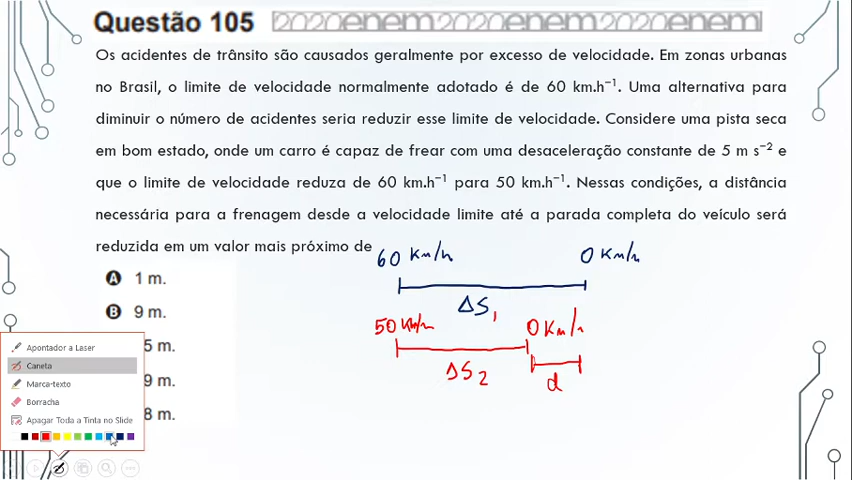 Questão 105 2020enem2020enem2020enem
Os acidentes de trânsito são causados geralmente por excesso de velocidade. Em zonas urbanas
no Brasil, o limite de velocidade normalmente adotado é de 60 km.h⁻¹. Uma alternativa para
diminuir o número de acidentes seria reduzir esse limite de velocidade. Considere uma pista seca
em bom estado, onde um carro é capaz de frear com uma desaceleração constante de 5 m s⁻² e
que o limite de velocidade reduza de 60 km.h⁻¹ para 50 km.h⁻¹. Nessas condições, a distância
necessária para a frenagem desde a velocidade limite até a parada completa do veículo será
reduzida em um valor mais próximo de
60 Km/h 0 Km/h
A 1 m.
ΔS₁
B 9 m.
50 Km/h 0 Km/h
5 m.
ΔS₂ d
9 m.
8 m.
Apontador a Laser
Caneta
Marca-texto
Borracha
Apagar Toda a Tinta no Slide